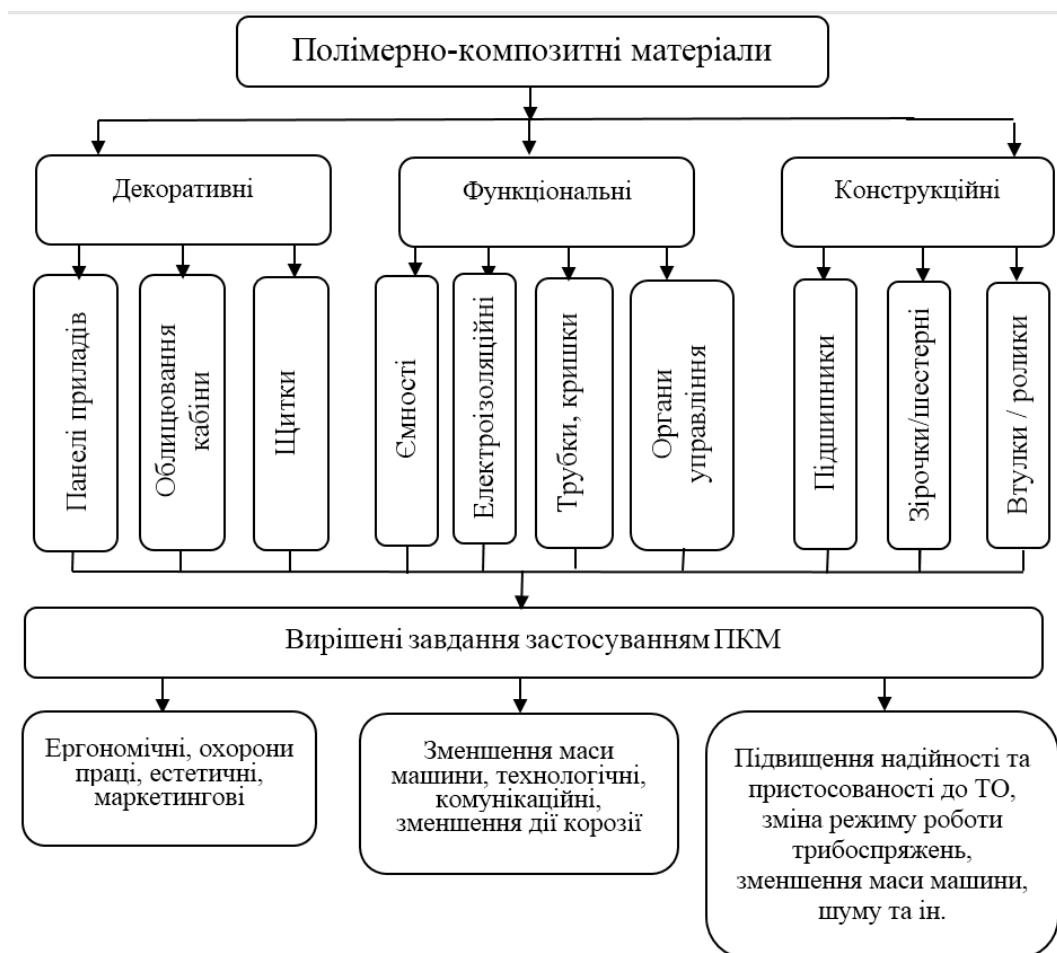 Полімерно-композитні матеріали
Декоративні
Функціональні
Конструкційні
Панелі приладів
Облицювання
кабіни
Щитки
Ємності
Електроізоляційні
Трубки, кришки
Органи
управління
Підшипники
Зірочки/шестерні
Втулки / ролики
Вирішені завдання застосуванням ПКМ
Ергономічні, охорони
праці, естетичні,
маркетингові
Зменшення маси
машини, технологічні,
комунікаційні,
зменшення дії корозії
Підвищення надійності та
пристосованості до ТО,
зміна режиму роботи
трибоспряжень,
зменшення маси машини,
шуму та ін.